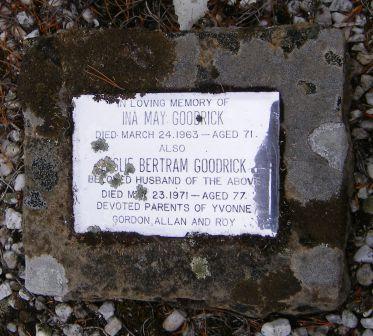 IN LOVING MEMORY OF
INA MAY GOODRICK
DIED MARCH 24.1963 — AGED 71.
ALSO
BERTRAM GOODRICK
BELOVED HUSBAND OF THE ABOVE
DIED 23.1971 — AGED 77.
DEVOTED PARENTS OF YVONNE
GORDON, ALLAN AND ROY